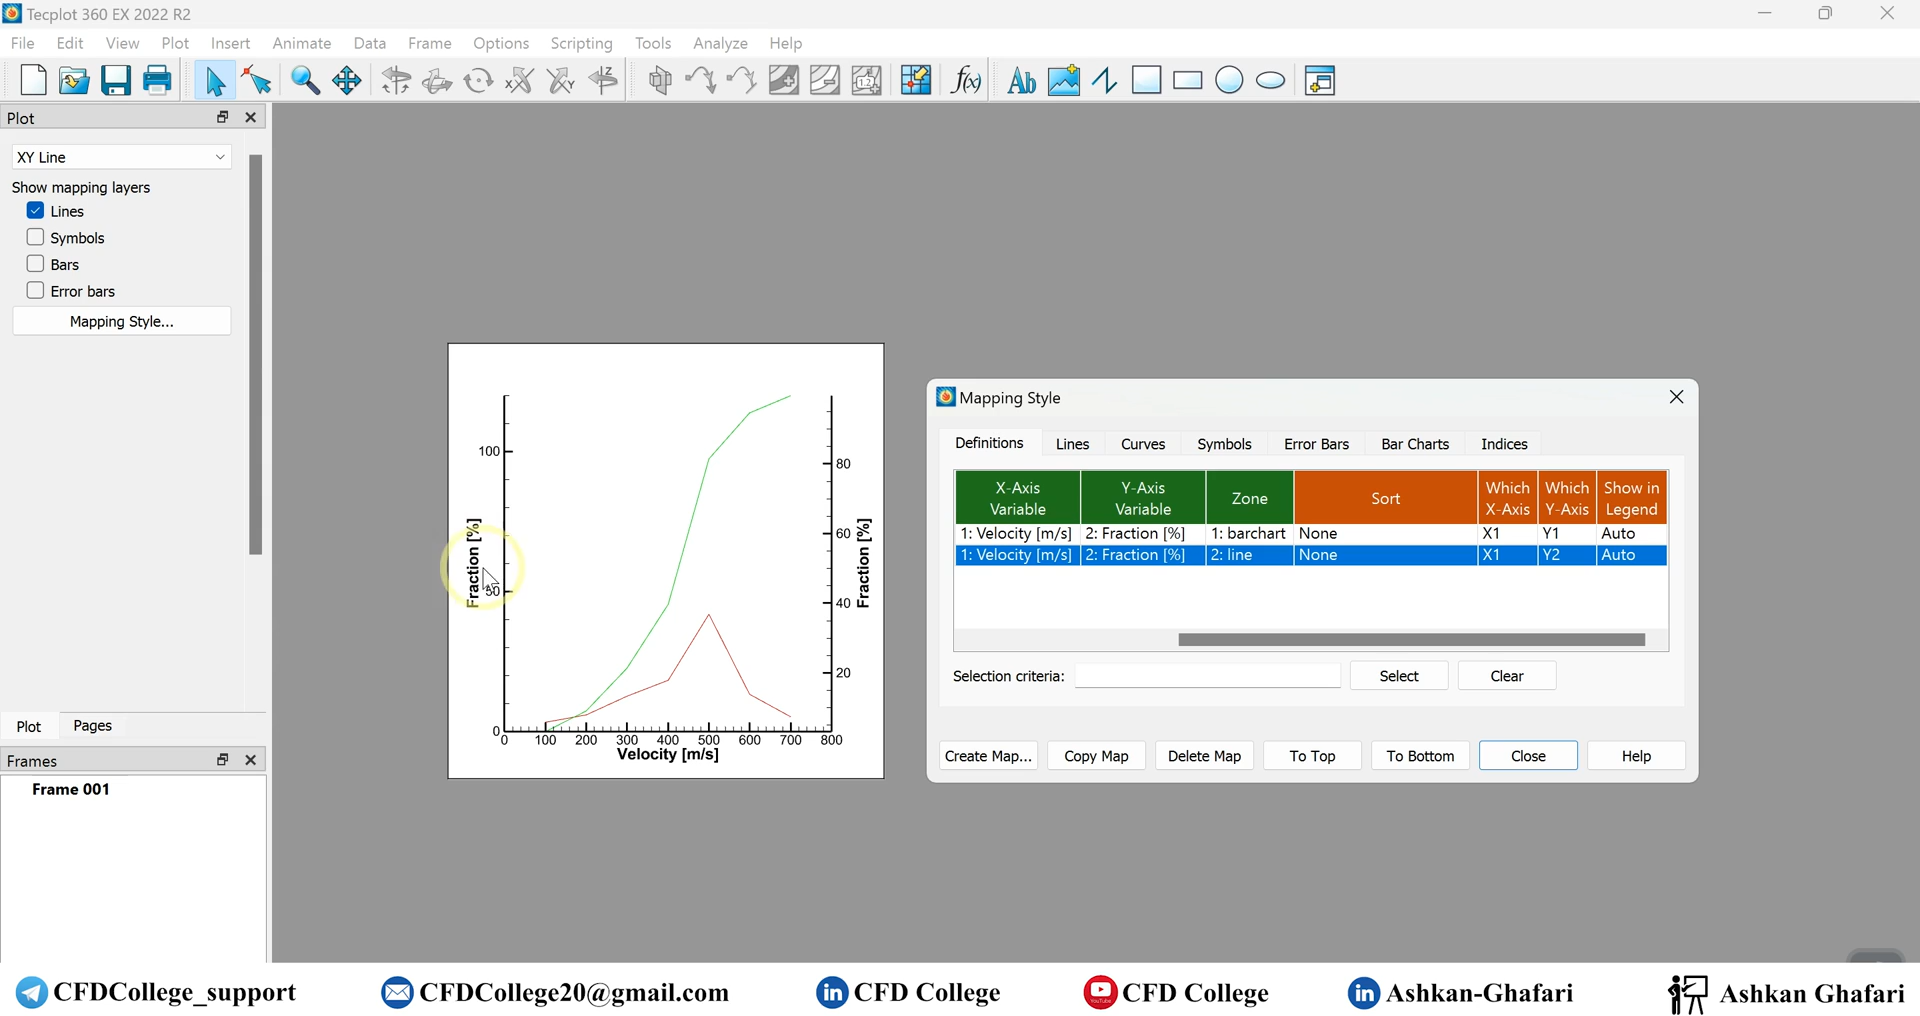 Tecplot 360 EX 2022 R2
File Edit View Plot Insert Animate Data Frame Options Scripting Tools Analyze Help
Ab
f(x)
Plot
XY Line
Show mapping layers
Lines
Symbols
Bars
Error bars
Mapping Style...
Plot Pages
Frames
Frame 001
Fraction [%]
100
50
0
0 100 200 300 400 500 600 700 800
Velocity [m/s]
80
60
40
20
Fraction [%]
Mapping Style
Definitions Lines Curves Symbols Error Bars Bar Charts Indices
X-Axis Variable Y-Axis Variable Zone Sort Which X-Axis Which Y-Axis Show in Legend
1: Velocity [m/s] 2: Fraction [%] 1: barchart None X1 Y1 Auto
1: Velocity [m/s] 2: Fraction [%] 2: line None X1 Y2 Auto
Selection criteria: Select Clear
Create Map... Copy Map Delete Map To Top To Bottom Close Help
CFDCollege_support CFDCollege20@gmail.com CFD College CFD College Ashkan-Ghafari Ashkan Ghafari